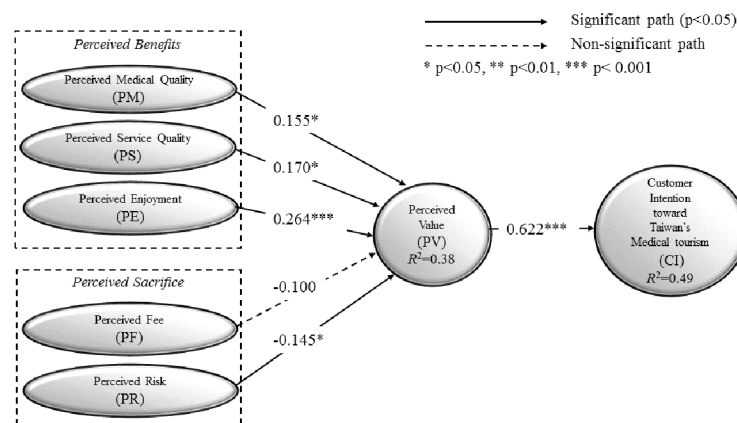 Significant path (p<0.05)
Non-significant path
* p<0.05, ** p<0.01, *** p< 0.001
Perceived Benefits
Perceived Medical Quality
(PM)
Perceived Service Quality
(PS)
Perceived Enjoyment
(PE)
0.155*
0.170*
0.264***
Perceived Sacrifice
Perceived Fee
(PF)
Perceived Risk
(PR)
-0.100
-0.145*
Perceived
Value
(PV)
R²=0.38
0.622***
Customer
Intention
toward
Taiwan's
Medical tourism
(CI)
R²=0.49